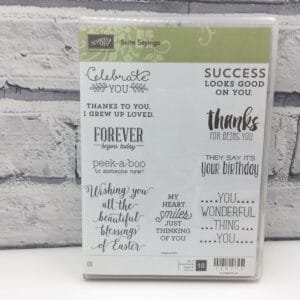 Suite Sayings
Celebrate
YOU
THANKS TO YOU,
I GREW UP LOVED.
FOREVER
begins today
peek-a-boo
to someone new!
Wishing you
all the
beautiful
blessings
of Easter
SUCCESS
LOOKS GOOD
ON YOU.
thanks
FOR BEING YOU
THEY SAY IT'S
your birthday
MY
HEART
smiles
JUST
THINKING
OF YOU
....YOU....
WONDERFUL
...THING...
....YOU....
10